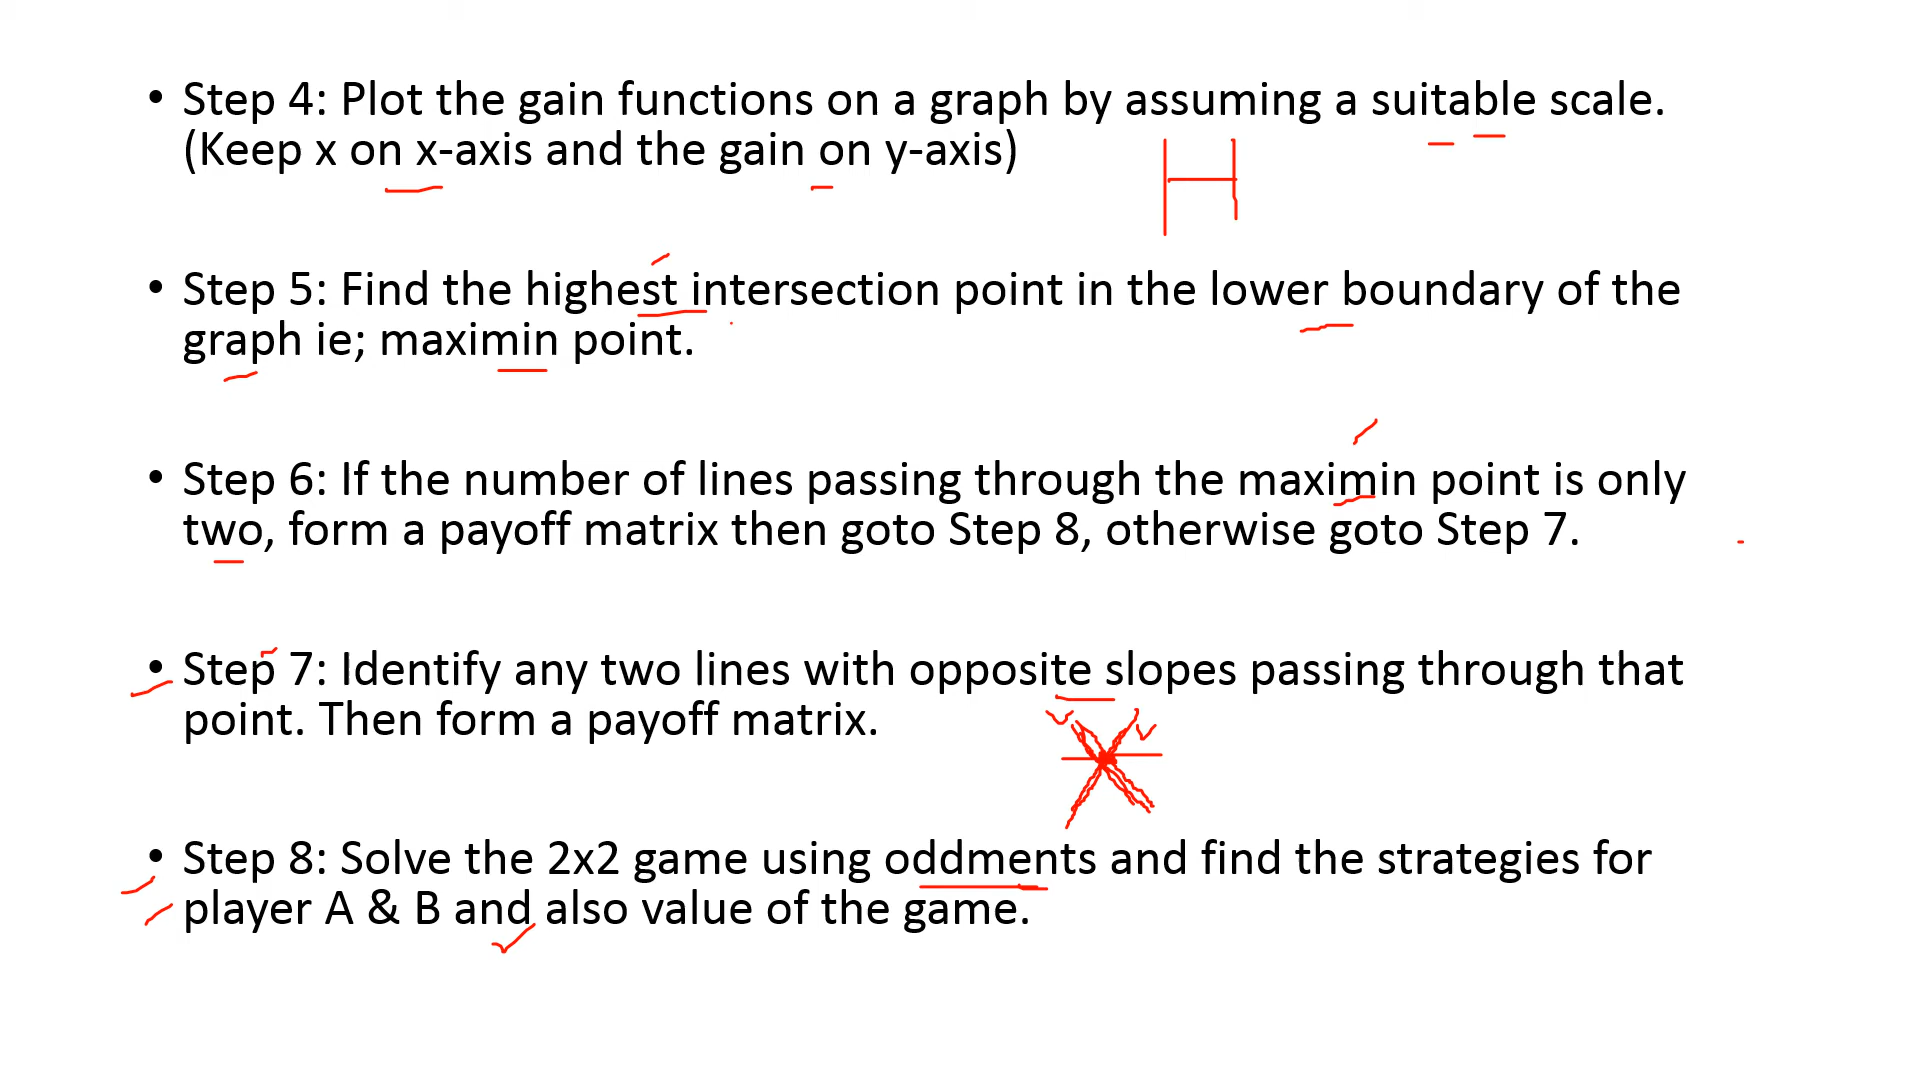 • Step 4: Plot the gain functions on a graph by assuming a suitable scale.
(Keep x on x-axis and the gain on y-axis)
• Step 5: Find the highest intersection point in the lower boundary of the
graph ie; maximin point.
• Step 6: If the number of lines passing through the maximin point is only
two, form a payoff matrix then goto Step 8, otherwise goto Step 7.
• Step 7: Identify any two lines with opposite slopes passing through that
point. Then form a payoff matrix.
• Step 8: Solve the 2x2 game using oddments and find the strategies for
player A & B and also value of the game.